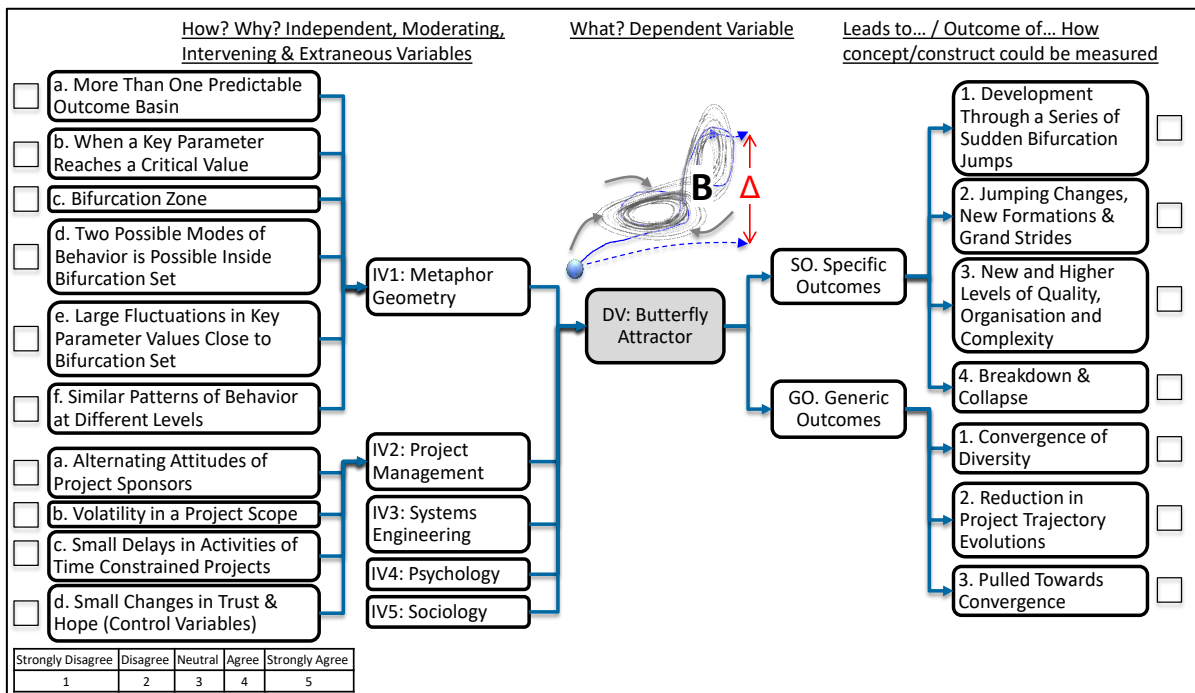 How? Why? Independent, Moderating,
Intervening & Extraneous Variables
What? Dependent Variable
Leads to... / Outcome of... How
concept/construct could be measured
a. More Than One Predictable
Outcome Basin
b. When a Key Parameter
Reaches a Critical Value
c. Bifurcation Zone
d. Two Possible Modes of
Behavior is Possible Inside
Bifurcation Set
e. Large Fluctuations in Key
Parameter Values Close to
Bifurcation Set
f. Similar Patterns of Behavior
at Different Levels
a. Alternating Attitudes of
Project Sponsors
b. Volatility in a Project Scope
c. Small Delays in Activities of
Time Constrained Projects
d. Small Changes in Trust &
Hope (Control Variables)
IV1: Metaphor
Geometry
IV2: Project
Management
IV3: Systems
Engineering
IV4: Psychology
IV5: Sociology
B
Δ
DV: Butterfly
Attractor
SO. Specific
Outcomes
GO. Generic
Outcomes
1. Development
Through a Series of
Sudden Bifurcation
Jumps
2. Jumping Changes,
New Formations &
Grand Strides
3. New and Higher
Levels of Quality,
Organisation and
Complexity
4. Breakdown &
Collapse
1. Convergence of
Diversity
2. Reduction in
Project Trajectory
Evolutions
3. Pulled Towards
Convergence
Strongly Disagree Disagree Neutral Agree Strongly Agree
1 2 3 4 5